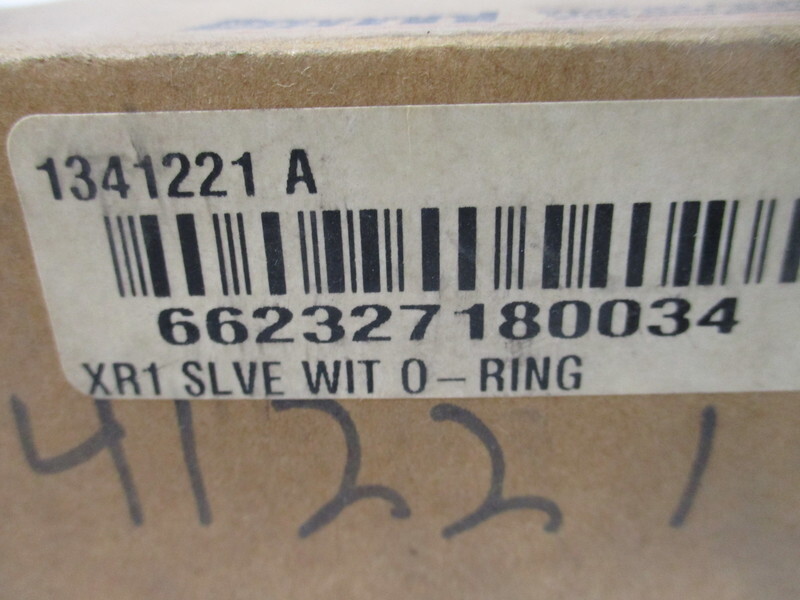 1341221 A
662327180034
XR1 SLVE WIT O-RING
41221